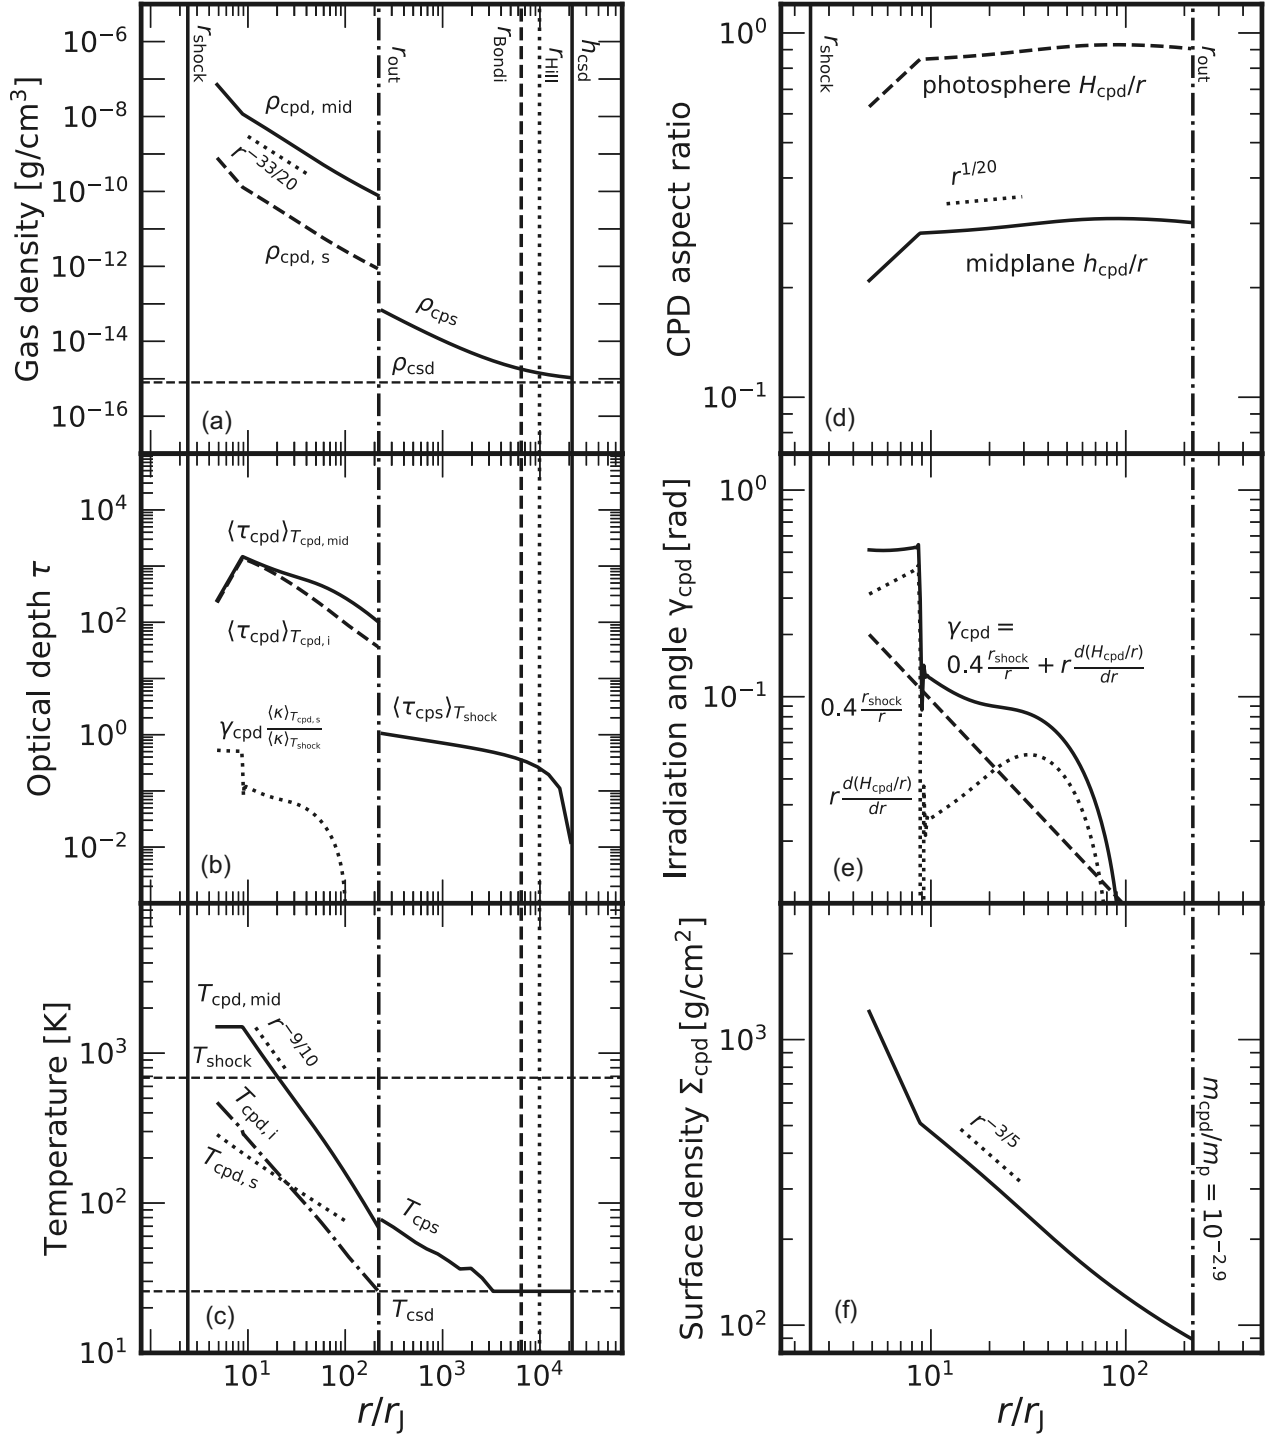 Gas density [g/cm³]
10⁻⁶
10⁻⁸
10⁻¹⁰
10⁻¹²
10⁻¹⁴
10⁻¹⁶
r_shock
r_out
r_Bondi
r_Hill
h_csd
ρ_cpd, mid
r^−33/20
ρ_cpd, s
ρ_cps
ρ_csd
(a)
Optical depth τ
10⁴
10²
10⁰
10⁻²
⟨τ_cpd⟩_T_cpd, mid
⟨τ_cpd⟩_T_cpd, i
γ_cpd ⟨κ⟩_T_cpd, s / ⟨κ⟩_T_shock
⟨τ_cps⟩_T_shock
(b)
Temperature [K]
10³
10²
10¹
T_cpd, mid
r^−9/10
T_shock
T_cpd, i
T_cpd, s
T_cps
T_csd
(c)
10¹
10²
10³
10⁴
r/r_J
CPD aspect ratio
10⁰
10⁻¹
r_shock
r_out
photosphere H_cpd/r
r^1/20
midplane h_cpd/r
(d)
Irradiation angle γ_cpd [rad]
10⁰
10⁻¹
γ_cpd =
0.4 r_shock/r + r d(H_cpd/r)/dr
0.4 r_shock/r
r d(H_cpd/r)/dr
(e)
Surface density Σ_cpd [g/cm²]
10³
10²
r^−3/5
m_cpd/m_p = 10^−2.9
(f)
10¹
10²
r/r_J